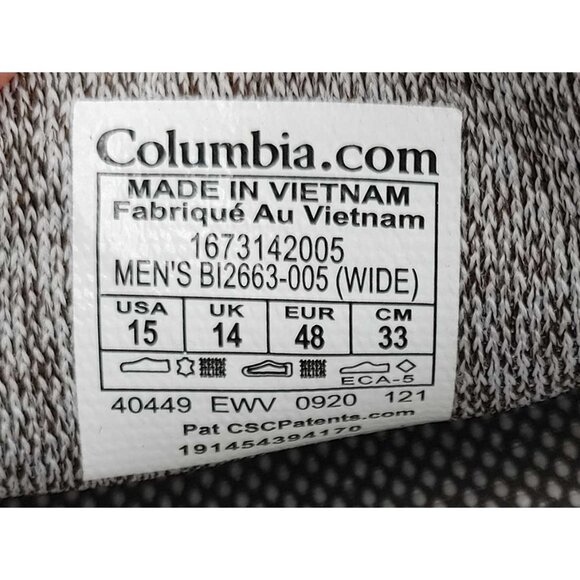 Columbia.com
MADE IN VIETNAM
Fabriqué Au Vietnam
1673142005
MEN'S BI2663-005 (WIDE)
USA UK EUR CM
15 14 48 33
ECA-5
40449 EWV 0920 121
Pat CSCPatents.com
191454394170